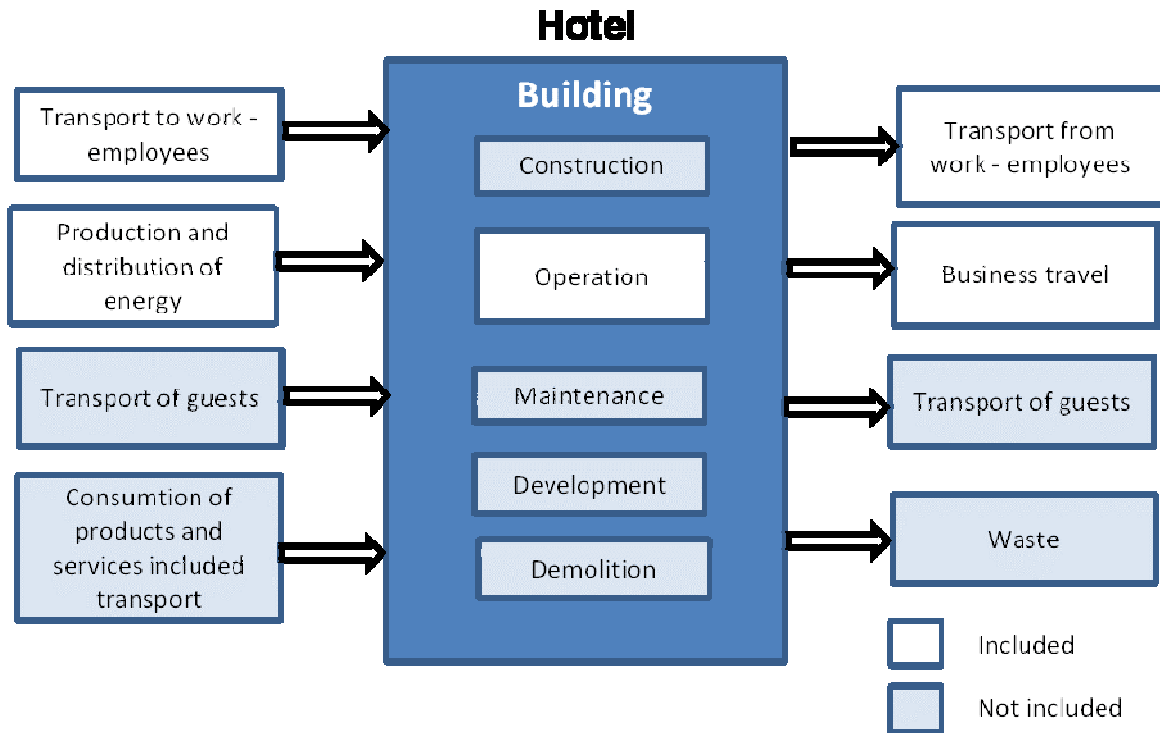 Hotel
Building
Transport to work -
employees
Production and
distribution of
energy
Transport of guests
Consumtion of
products and
services included
transport
Construction
Operation
Maintenance
Development
Demolition
Transport from
work - employees
Business travel
Transport of guests
Waste
Included
Not included